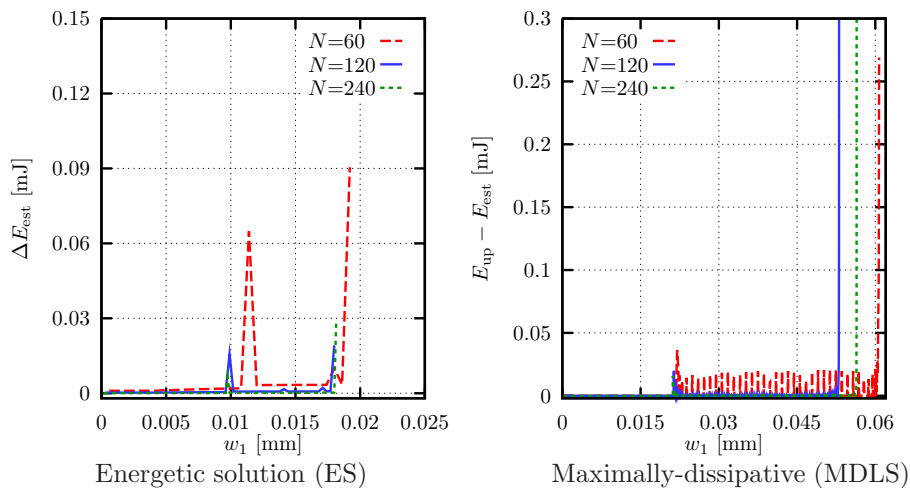 0.15
0.12
0.09
0.06
0.03
0
0
0.005
0.01
0.015
0.02
0.025
ΔE_est [mJ]
w_1 [mm]
N=60
N=120
N=240
Energetic solution (ES)
0.3
0.25
0.2
0.15
0.1
0.05
0
0
0.015
0.03
0.045
0.06
E_up − E_est [mJ]
w_1 [mm]
N=60
N=120
N=240
Maximally-dissipative (MDLS)